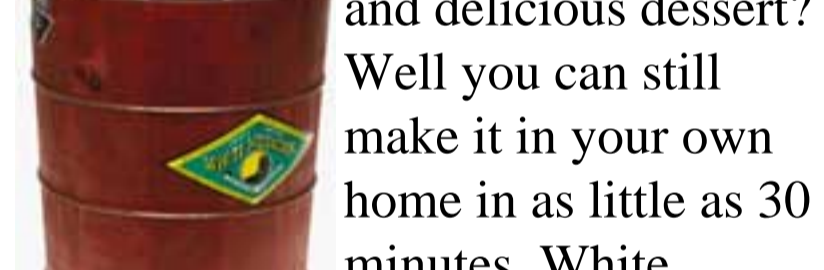 and delicious dessert?
Well you can still
make it in your own
home in as little as 30
minutes. White